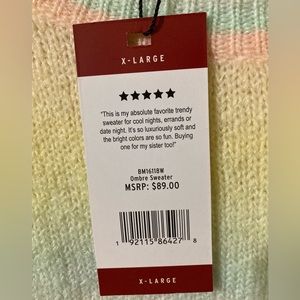 X-LARGE
★★★★★
"This is my absolute favorite trendy
sweater for cool nights, errands or
date night. It's so luxuriously soft and
the bright colors are so fun. Buying
one for my sister too!"
BM1611BW
Ombre Sweater
MSRP: $89.00
1 92115 86427 8
X-LARGE